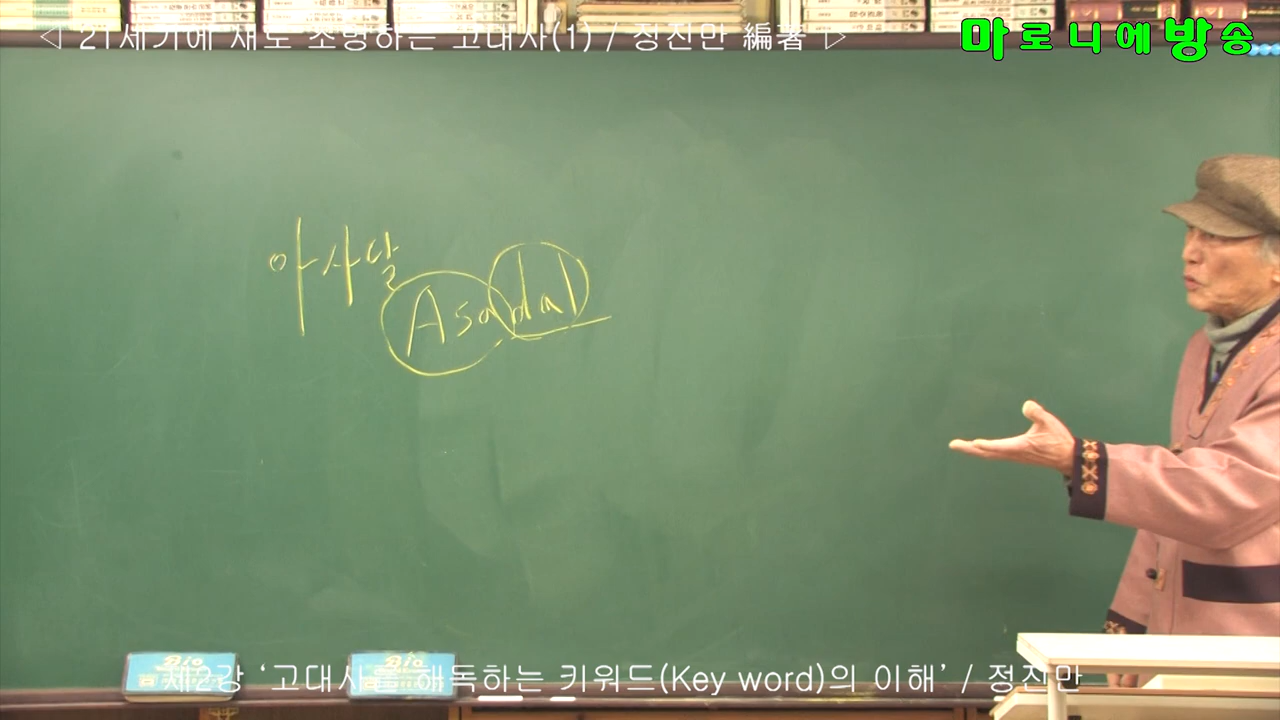 ◁ 21세기에 새로 조명하는 고대사(1) / 정진만 編著 ▷
마로니에방송
아사달
Asadal
Bio
Bio
제2강 ‘고대사를 해독하는 키워드(Key word)의 이해’ / 정진만